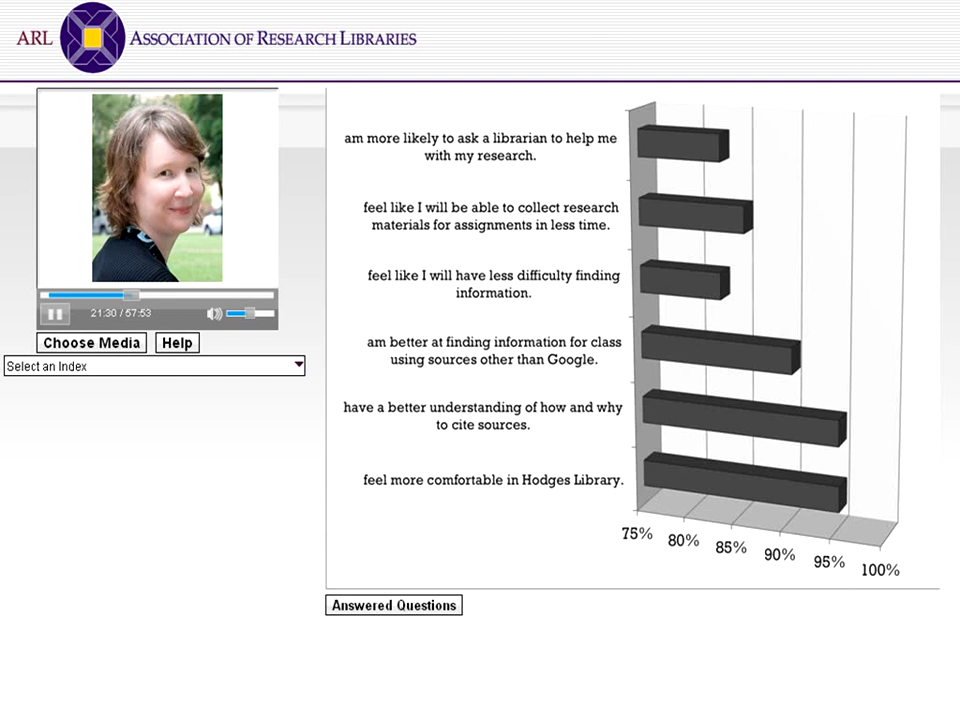 ARL ASSOCIATION OF RESEARCH LIBRARIES
21:30 / 57:53
Choose Media Help
Select an Index
am more likely to ask a librarian to help me
with my research.
feel like I will be able to collect research
materials for assignments in less time.
feel like I will have less difficulty finding
information.
am better at finding information for class
using sources other than Google.
have a better understanding of how and why
to cite sources.
feel more comfortable in Hodges Library.
75% 80% 85% 90% 95% 100%
Answered Questions